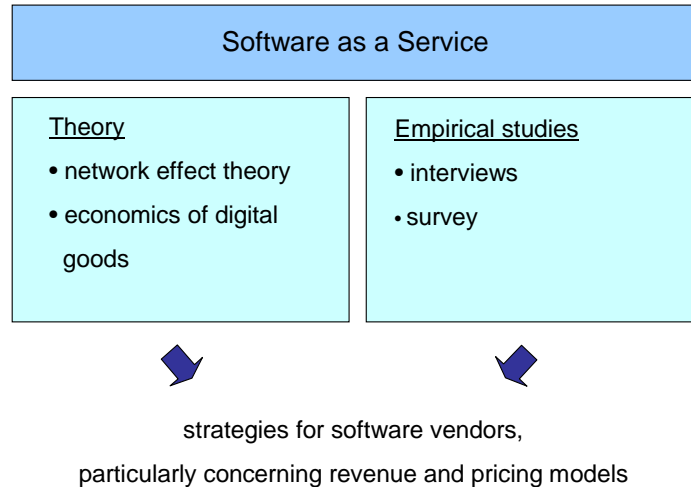 Software as a Service
Theory
• network effect theory
• economics of digital
goods
Empirical studies
• interviews
• survey
strategies for software vendors,
particularly concerning revenue and pricing models